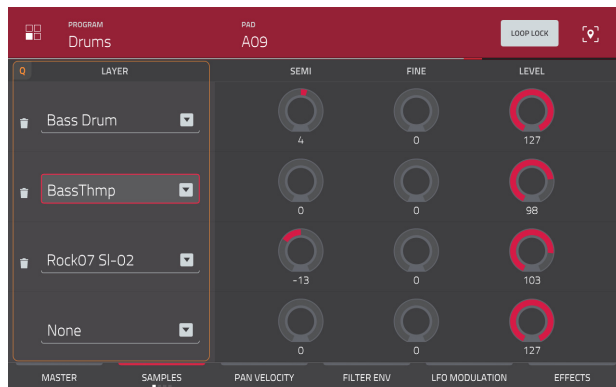 PROGRAM PAD
Drums A09 LOOP LOCK
Q LAYER SEMI FINE LEVEL
Bass Drum 4 0 127
BassThmp 0 0 98
Rock07 Sl-02 -13 0 103
None 0 0 127
MASTER SAMPLES PAN VELOCITY FILTER ENV LFO MODULATION EFFECTS